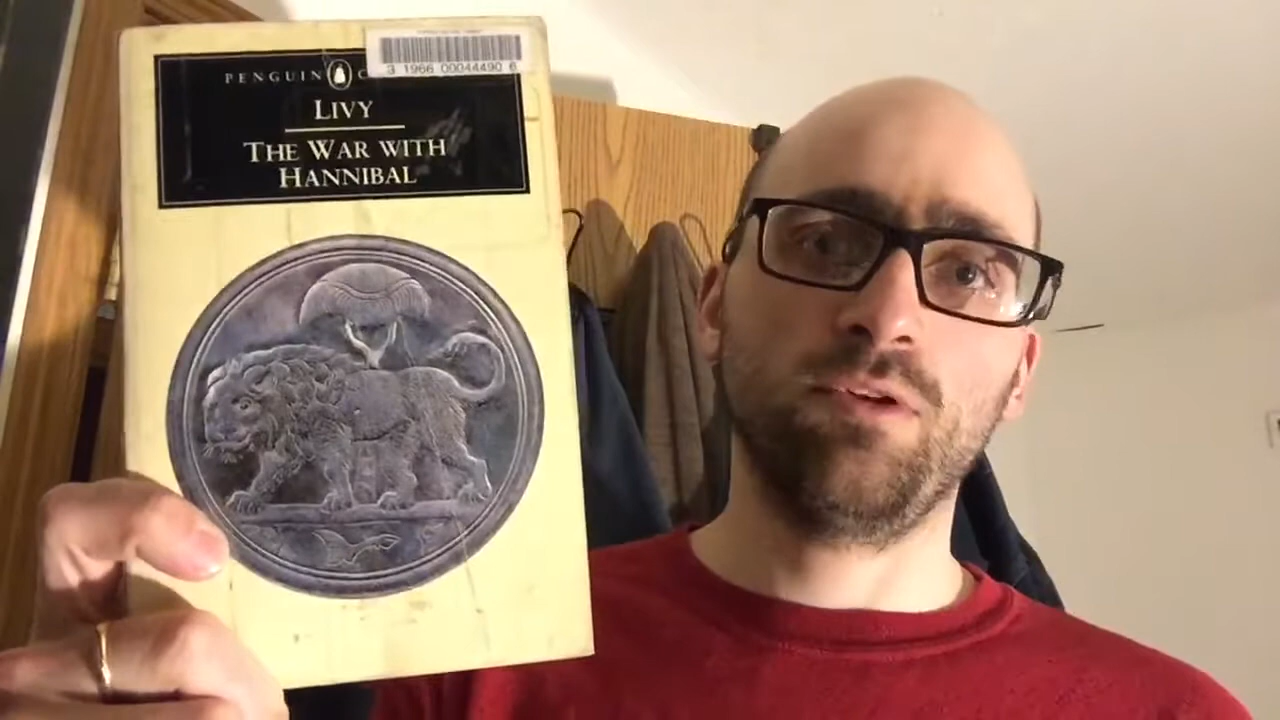 PENGUIN C
LIVY
THE WAR WITH
HANNIBAL
3 1966 00044490 6